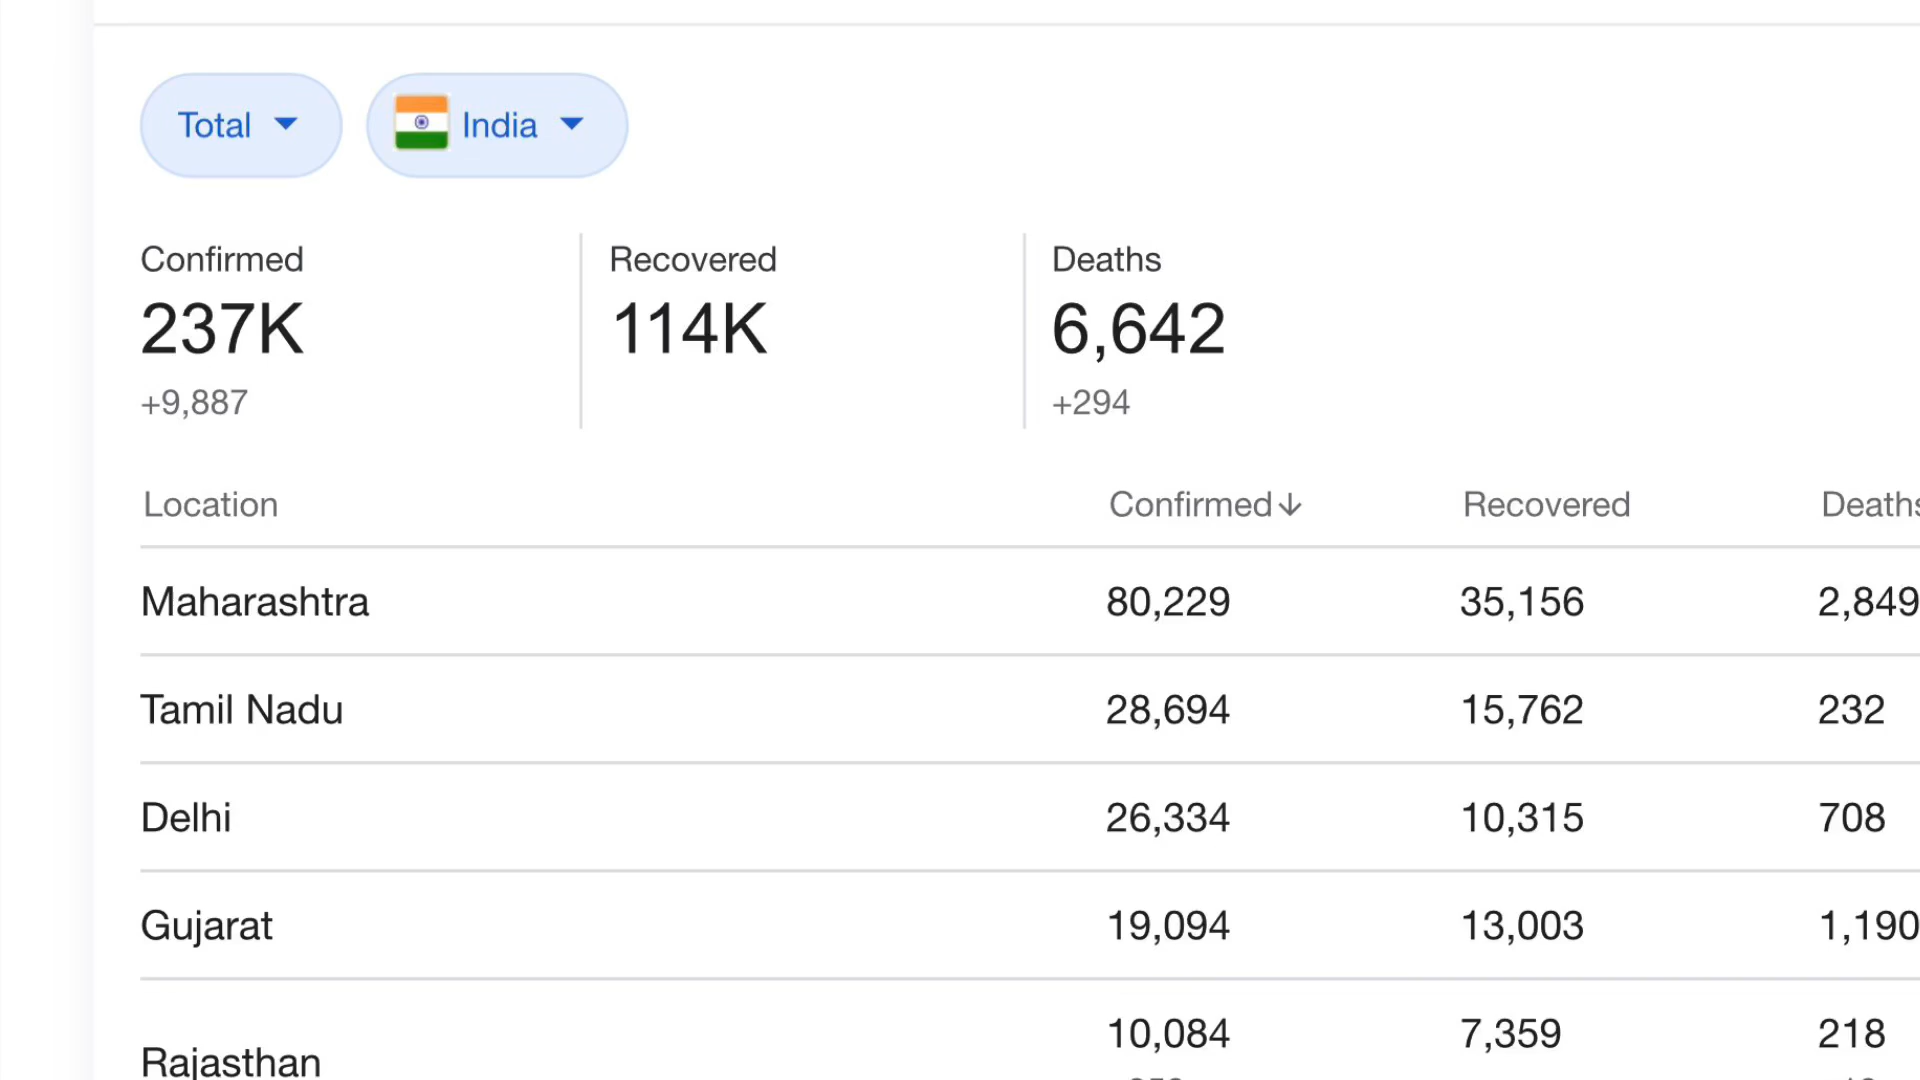 Total India
Confirmed Recovered Deaths
237K 114K 6,642
+9,887 +294
Location Confirmed↓ Recovered Deaths
Maharashtra 80,229 35,156 2,849
Tamil Nadu 28,694 15,762 232
Delhi 26,334 10,315 708
Gujarat 19,094 13,003 1,190
Rajasthan 10,084 7,359 218